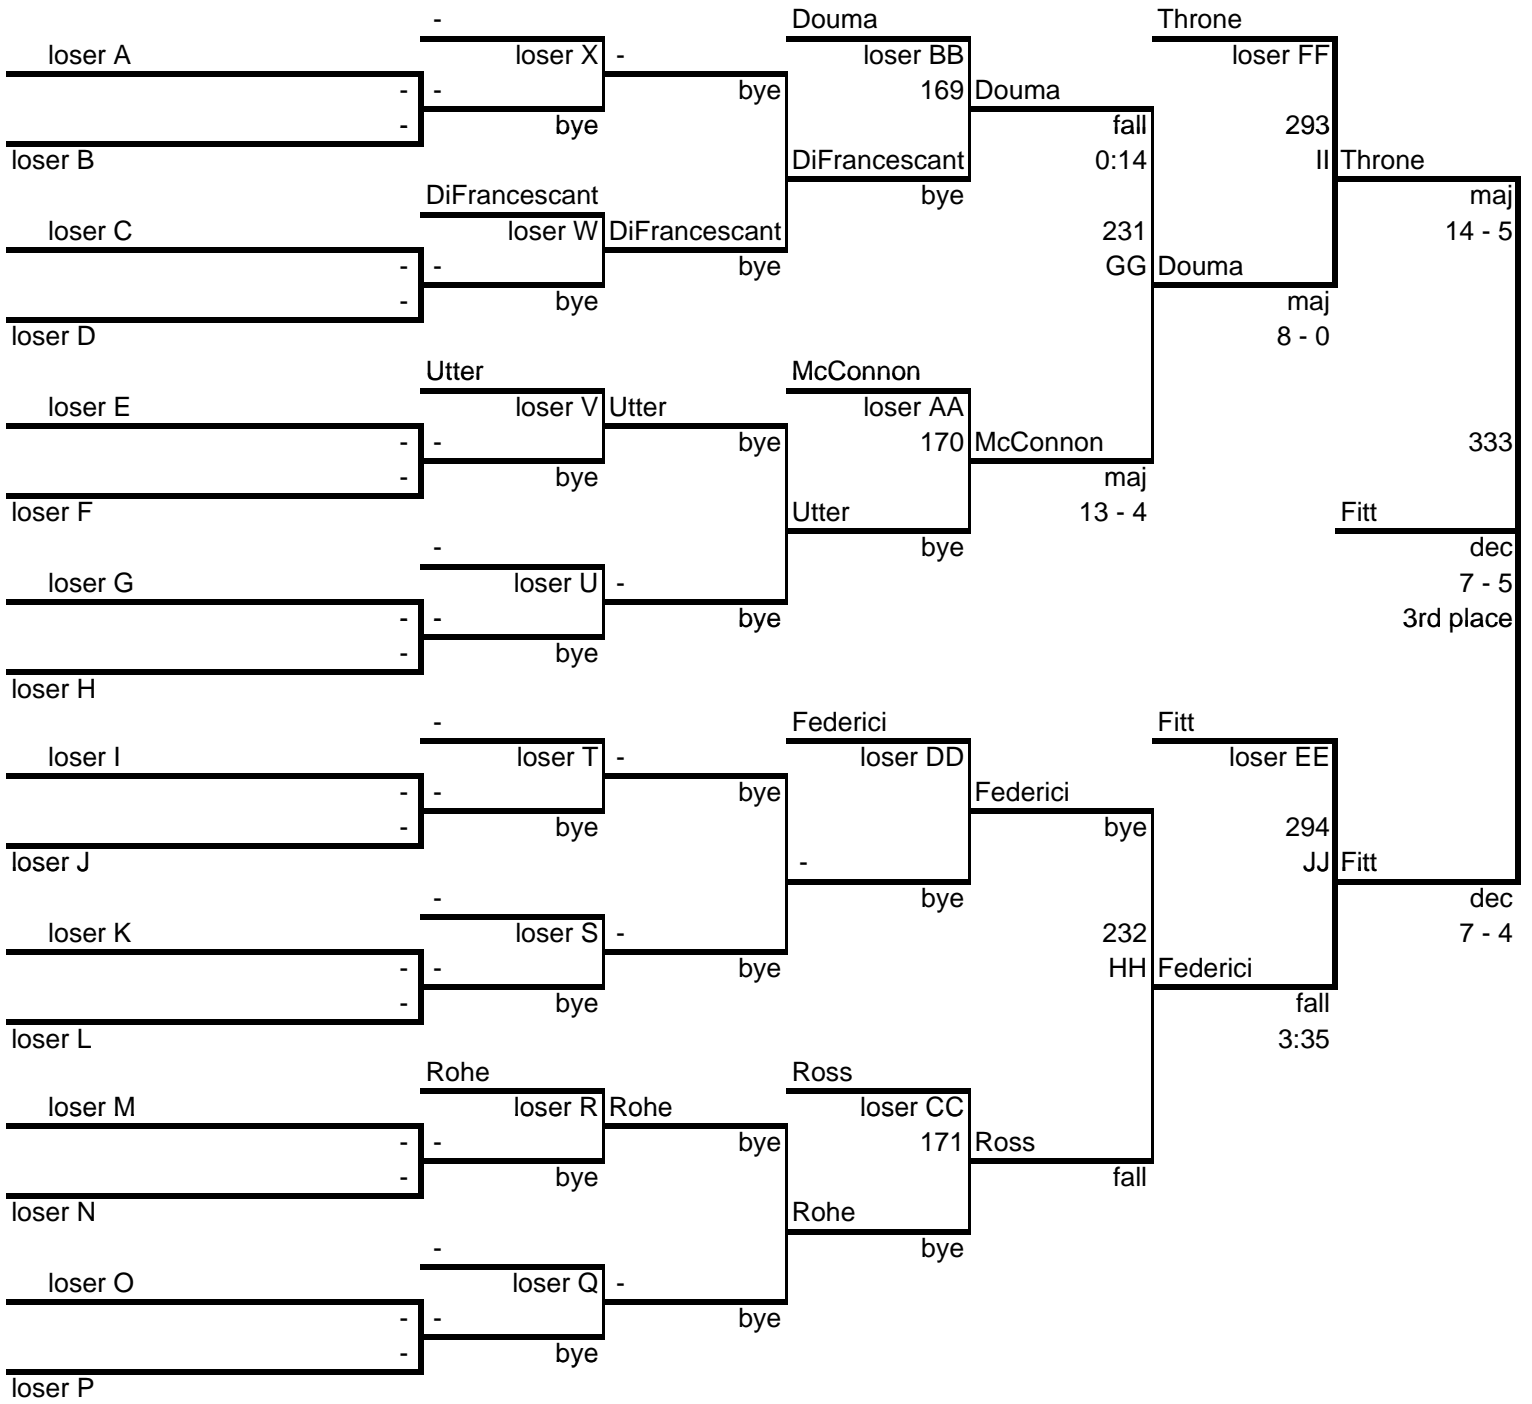 - Douma Throne
loser A loser X - loser BB loser FF
- - bye 169 Douma
- bye fall 293
loser B DiFrancescant 0:14 II Throne
DiFrancescant bye maj
loser C loser W DiFrancescant 231 14 - 5
- - bye GG Douma
- bye maj
loser D 8 - 0
Utter McConnon
loser E loser V Utter loser AA
- - bye 170 McConnon 333
- bye maj
loser F Utter 13 - 4 Fitt
- bye dec
loser G loser U - 7 - 5
- - bye 3rd place
- bye
loser H
- Federici Fitt
loser I loser T - loser DD loser EE
- - bye Federici
- bye bye 294
loser J - JJ Fitt
- bye dec
loser K loser S - 232 7 - 4
- - bye HH Federici
- bye fall
loser L 3:35
Rohe Ross
loser M loser R Rohe loser CC
- - bye 171 Ross
- bye fall
loser N Rohe
- bye
loser O loser Q -
- - bye
- bye
loser P